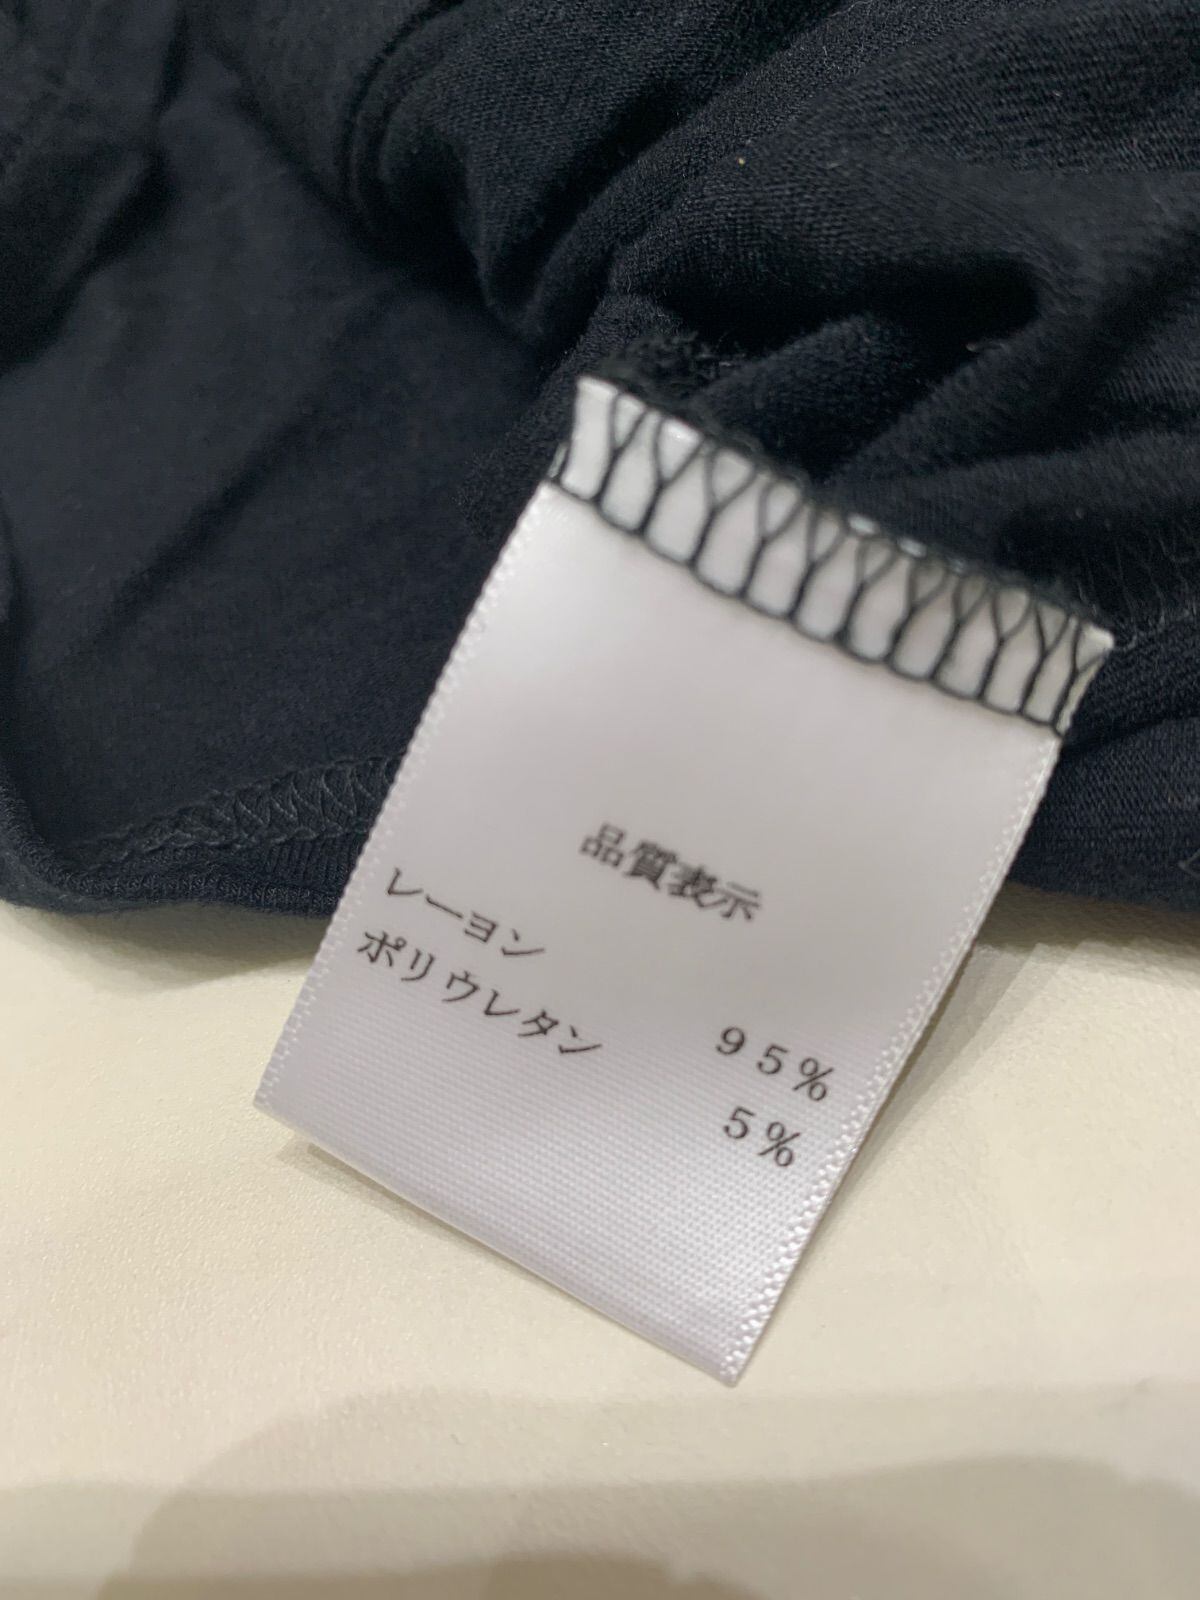 品質表示
レーヨン ９５％
ポリウレタン ５％